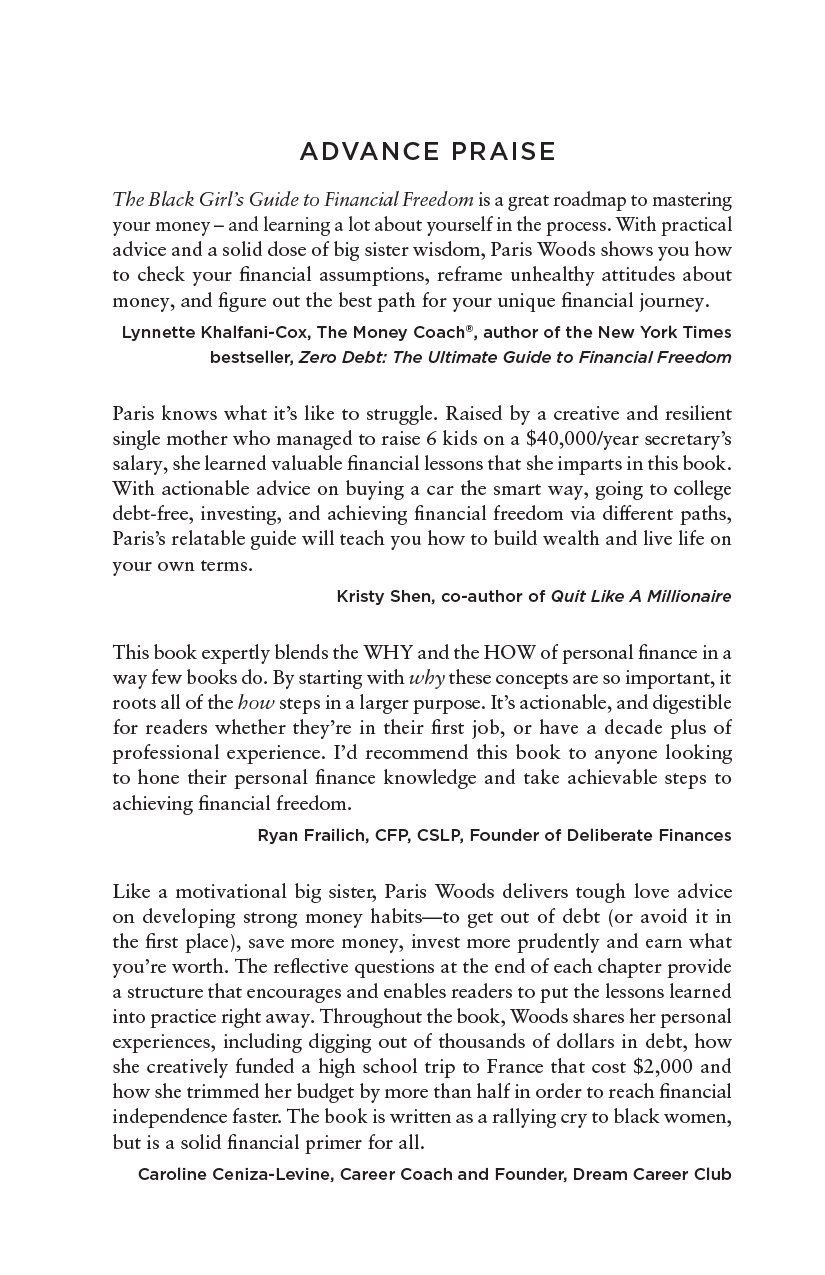 ADVANCE PRAISE
The Black Girl's Guide to Financial Freedom is a great roadmap to mastering
your money – and learning a lot about yourself in the process. With practical
advice and a solid dose of big sister wisdom, Paris Woods shows you how
to check your financial assumptions, reframe unhealthy attitudes about
money, and figure out the best path for your unique financial journey.
Lynnette Khalfani-Cox, The Money Coach®, author of the New York Times
bestseller, Zero Debt: The Ultimate Guide to Financial Freedom
Paris knows what it's like to struggle. Raised by a creative and resilient
single mother who managed to raise 6 kids on a $40,000/year secretary's
salary, she learned valuable financial lessons that she imparts in this book.
With actionable advice on buying a car the smart way, going to college
debt-free, investing, and achieving financial freedom via different paths,
Paris's relatable guide will teach you how to build wealth and live life on
your own terms.
Kristy Shen, co-author of Quit Like A Millionaire
This book expertly blends the WHY and the HOW of personal finance in a
way few books do. By starting with why these concepts are so important, it
roots all of the how steps in a larger purpose. It's actionable, and digestible
for readers whether they're in their first job, or have a decade plus of
professional experience. I'd recommend this book to anyone looking
to hone their personal finance knowledge and take achievable steps to
achieving financial freedom.
Ryan Frailich, CFP, CSLP, Founder of Deliberate Finances
Like a motivational big sister, Paris Woods delivers tough love advice
on developing strong money habits—to get out of debt (or avoid it in
the first place), save more money, invest more prudently and earn what
you're worth. The reflective questions at the end of each chapter provide
a structure that encourages and enables readers to put the lessons learned
into practice right away. Throughout the book, Woods shares her personal
experiences, including digging out of thousands of dollars in debt, how
she creatively funded a high school trip to France that cost $2,000 and
how she trimmed her budget by more than half in order to reach financial
independence faster. The book is written as a rallying cry to black women,
but is a solid financial primer for all.
Caroline Ceniza-Levine, Career Coach and Founder, Dream Career Club